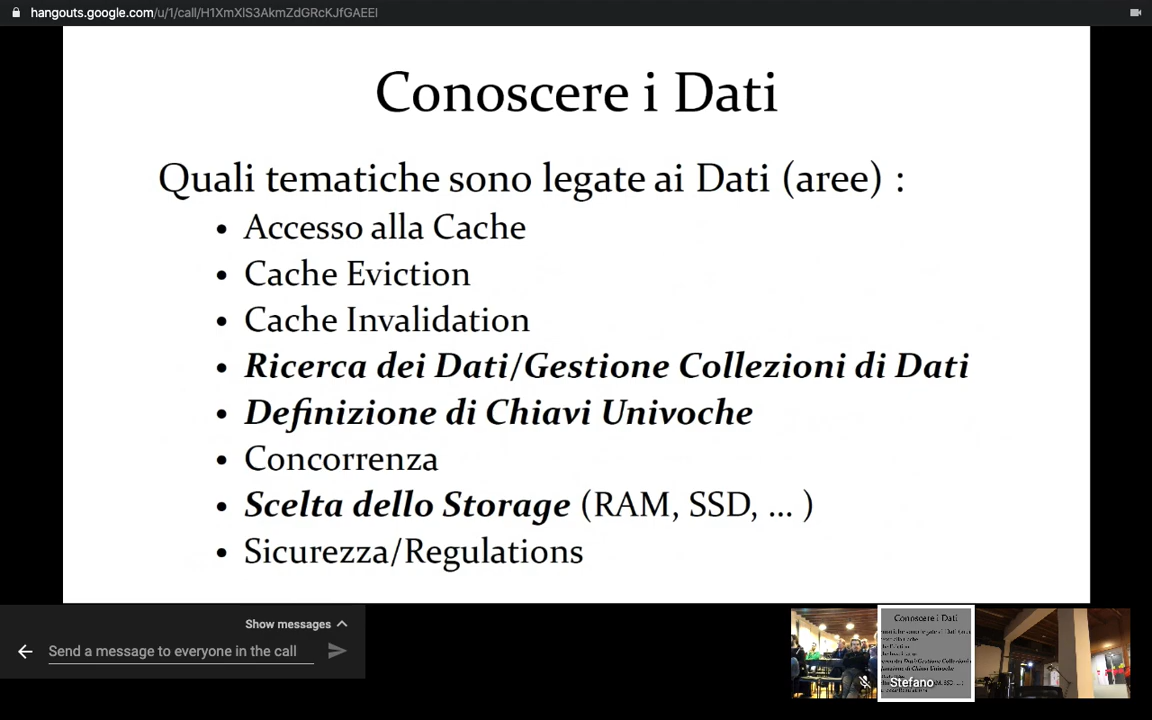 hangouts.google.com/u/1/call/H1XmXlS3AkmZdGRcKJfGAEEI
Conoscere i Dati
Quali tematiche sono legate ai Dati (aree) :
• Accesso alla Cache
• Cache Eviction
• Cache Invalidation
• Ricerca dei Dati/Gestione Collezioni di Dati
• Definizione di Chiavi Univoche
• Concorrenza
• Scelta dello Storage (RAM, SSD, ... )
• Sicurezza/Regulations
Show messages
Send a message to everyone in the call
Conoscere i Dati
Stefano